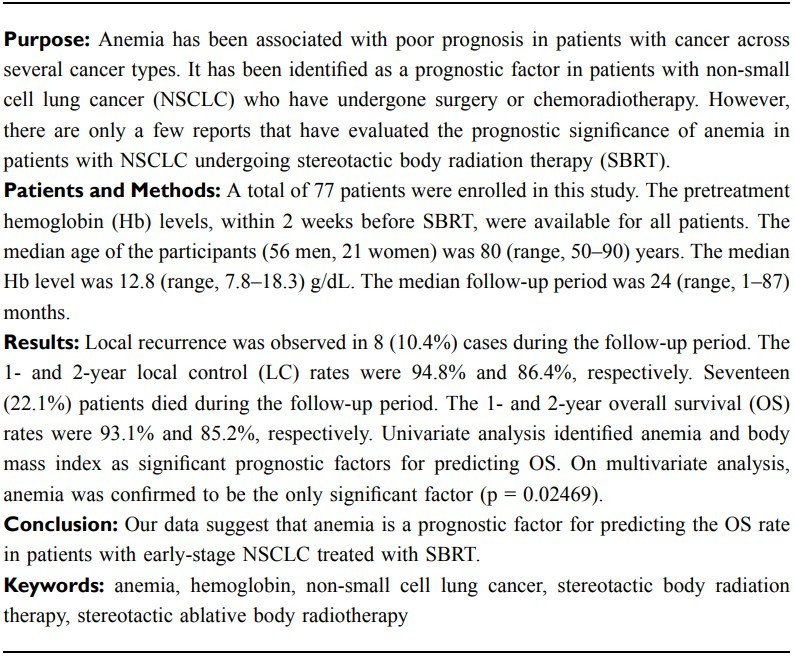 Purpose: Anemia has been associated with poor prognosis in patients with cancer across
several cancer types. It has been identified as a prognostic factor in patients with non-small
cell lung cancer (NSCLC) who have undergone surgery or chemoradiotherapy. However,
there are only a few reports that have evaluated the prognostic significance of anemia in
patients with NSCLC undergoing stereotactic body radiation therapy (SBRT).
Patients and Methods: A total of 77 patients were enrolled in this study. The pretreatment
hemoglobin (Hb) levels, within 2 weeks before SBRT, were available for all patients. The
median age of the participants (56 men, 21 women) was 80 (range, 50–90) years. The median
Hb level was 12.8 (range, 7.8–18.3) g/dL. The median follow-up period was 24 (range, 1–87)
months.
Results: Local recurrence was observed in 8 (10.4%) cases during the follow-up period. The
1- and 2-year local control (LC) rates were 94.8% and 86.4%, respectively. Seventeen
(22.1%) patients died during the follow-up period. The 1- and 2-year overall survival (OS)
rates were 93.1% and 85.2%, respectively. Univariate analysis identified anemia and body
mass index as significant prognostic factors for predicting OS. On multivariate analysis,
anemia was confirmed to be the only significant factor (p = 0.02469).
Conclusion: Our data suggest that anemia is a prognostic factor for predicting the OS rate
in patients with early-stage NSCLC treated with SBRT.
Keywords: anemia, hemoglobin, non-small cell lung cancer, stereotactic body radiation
therapy, stereotactic ablative body radiotherapy